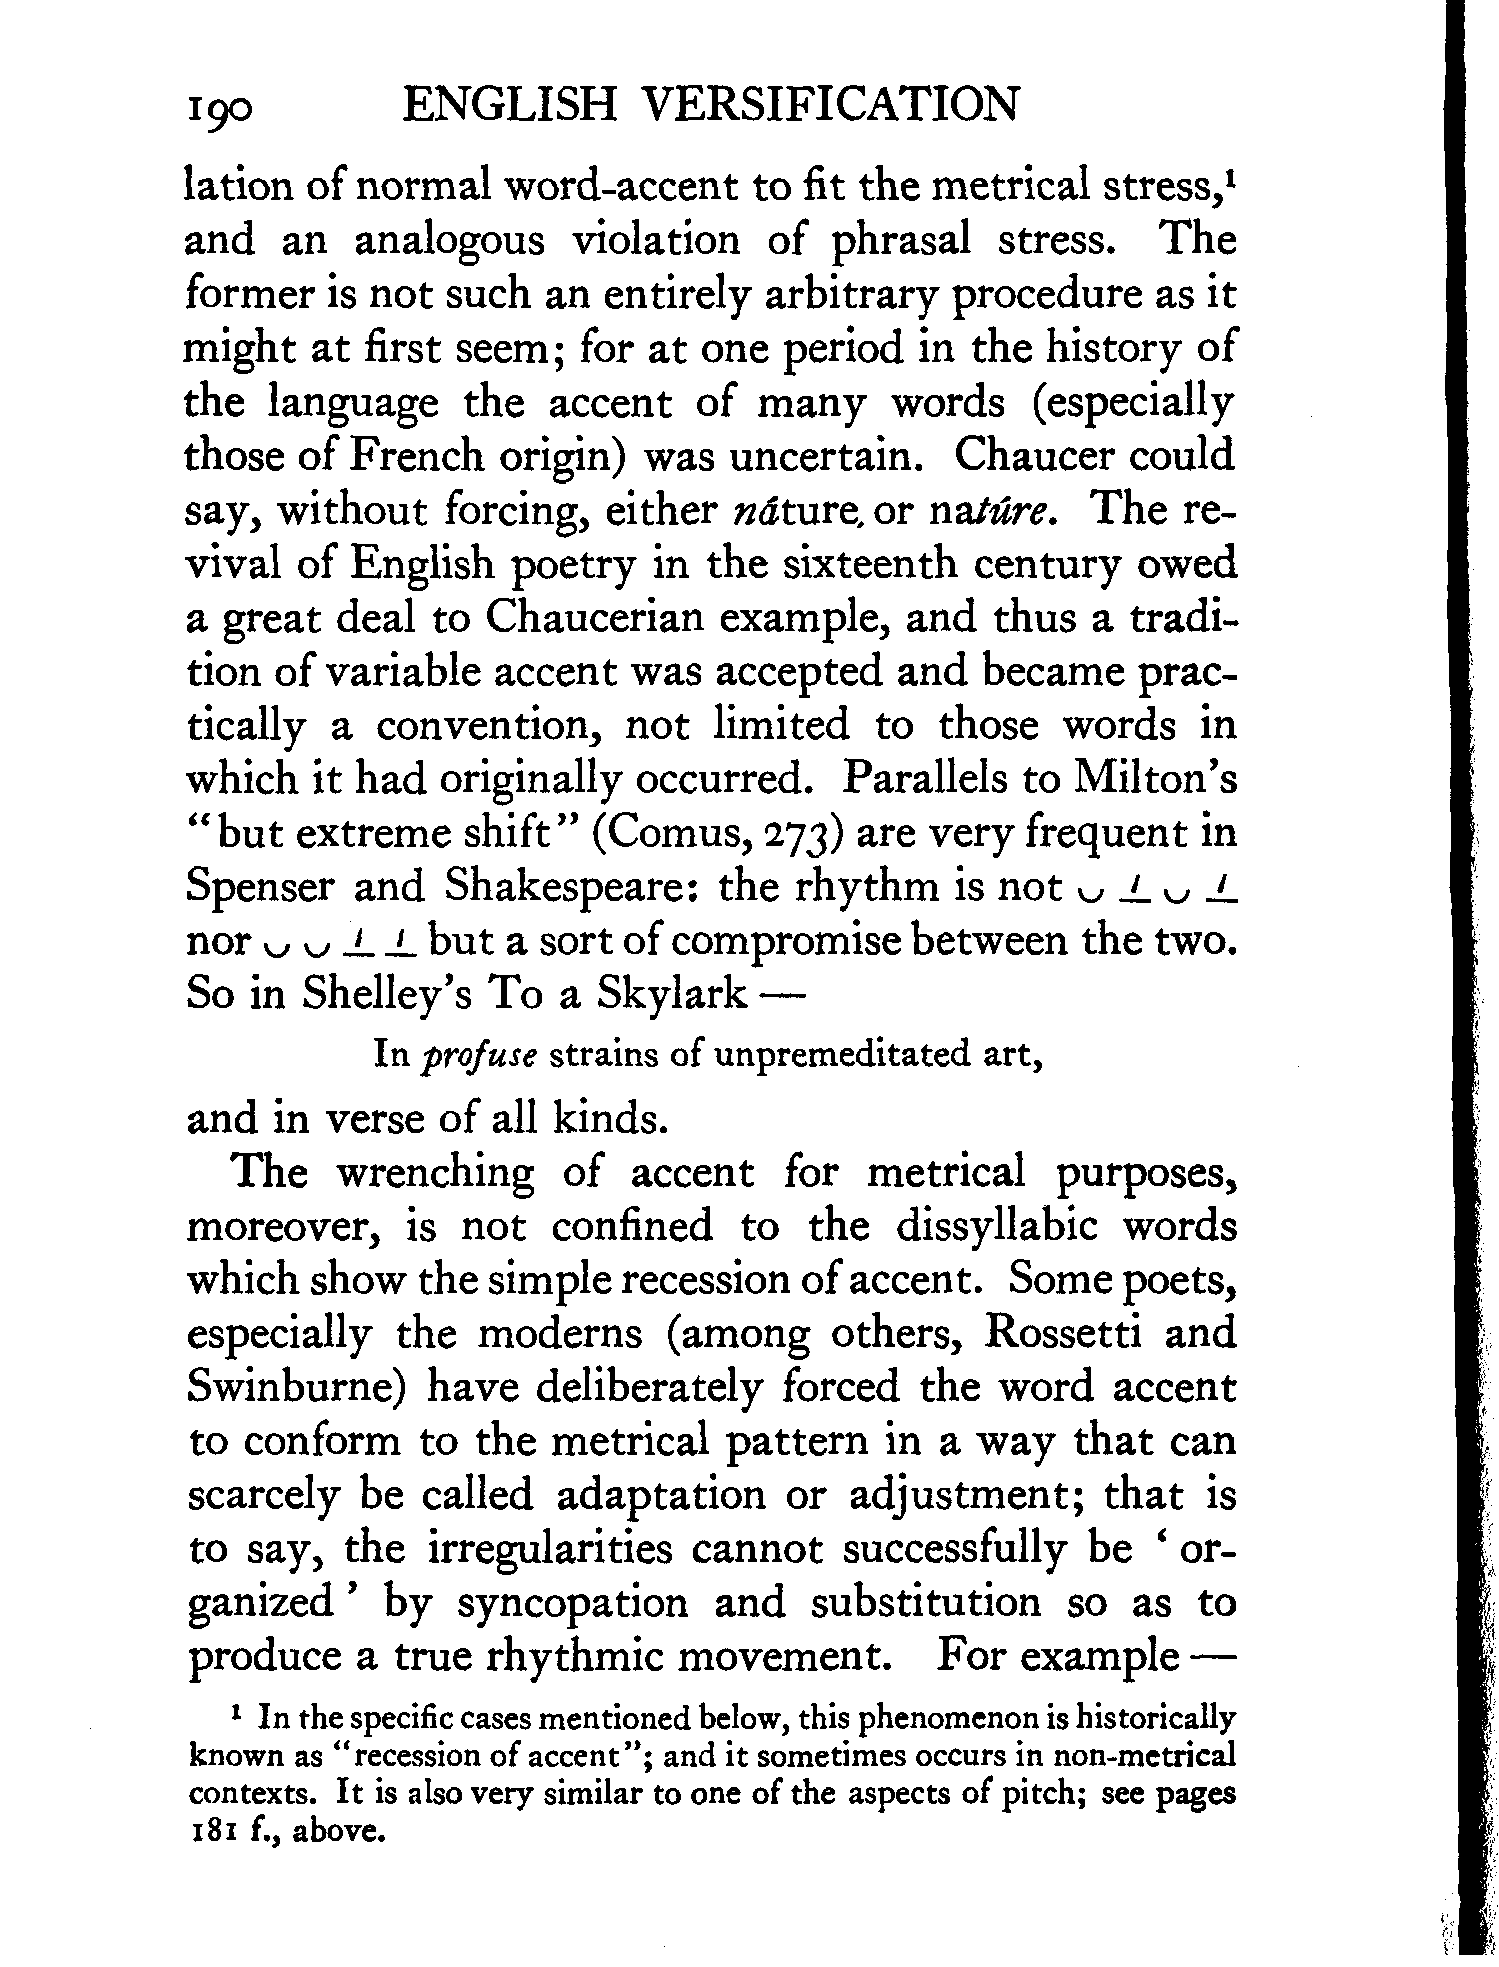 190 ENGLISH VERSIFICATION
lation of normal word-accent to fit the metrical stress,¹
and an analogous violation of phrasal stress. The
former is not such an entirely arbitrary procedure as it
might at first seem; for at one period in the history of
the language the accent of many words (especially
those of French origin) was uncertain. Chaucer could
say, without forcing, either náture, or natúre. The re-
vival of English poetry in the sixteenth century owed
a great deal to Chaucerian example, and thus a tradi-
tion of variable accent was accepted and became prac-
tically a convention, not limited to those words in
which it had originally occurred. Parallels to Milton's
"but extreme shift" (Comus, 273) are very frequent in
Spenser and Shakespeare: the rhythm is not ◡ –́ ◡ –́
nor ◡ ◡ –́ –́ but a sort of compromise between the two.
So in Shelley's To a Skylark —
In profuse strains of unpremeditated art,
and in verse of all kinds.
The wrenching of accent for metrical purposes,
moreover, is not confined to the dissyllabic words
which show the simple recession of accent. Some poets,
especially the moderns (among others, Rossetti and
Swinburne) have deliberately forced the word accent
to conform to the metrical pattern in a way that can
scarcely be called adaptation or adjustment; that is
to say, the irregularities cannot successfully be ‘ or-
ganized ’ by syncopation and substitution so as to
produce a true rhythmic movement. For example —
¹ In the specific cases mentioned below, this phenomenon is historically
known as "recession of accent"; and it sometimes occurs in non-metrical
contexts. It is also very similar to one of the aspects of pitch; see pages
181 f., above.